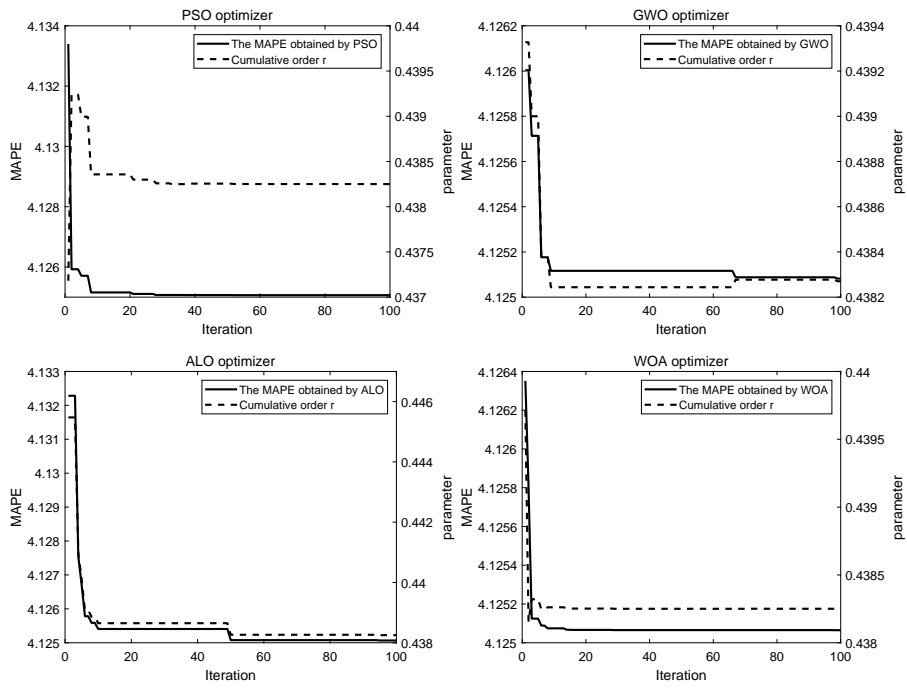 PSO optimizer
The MAPE obtained by PSO
Cumulative order r
MAPE
4.134
4.132
4.13
4.128
4.126
0.44
0.4395
0.439
0.4385
0.438
0.4375
0.437
parameter
0 20 40 60 80 100
Iteration
GWO optimizer
The MAPE obtained by GWO
Cumulative order r
MAPE
4.1262
4.126
4.1258
4.1256
4.1254
4.1252
4.125
0.4394
0.4392
0.439
0.4388
0.4386
0.4384
0.4382
parameter
0 20 40 60 80 100
Iteration
ALO optimizer
The MAPE obtained by ALO
Cumulative order r
MAPE
4.133
4.132
4.131
4.13
4.129
4.128
4.127
4.126
4.125
0.446
0.444
0.442
0.44
0.438
parameter
0 20 40 60 80 100
Iteration
WOA optimizer
The MAPE obtained by WOA
Cumulative order r
MAPE
4.1264
4.1262
4.126
4.1258
4.1256
4.1254
4.1252
4.125
0.44
0.4395
0.439
0.4385
0.438
parameter
0 20 40 60 80 100
Iteration